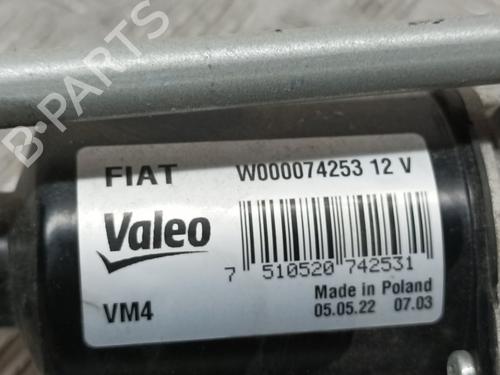 B-Parts
FIAT
W000074253 12 V
Valeo
7 510520 742531
VM4
Made in Poland
05.05.22 07.03